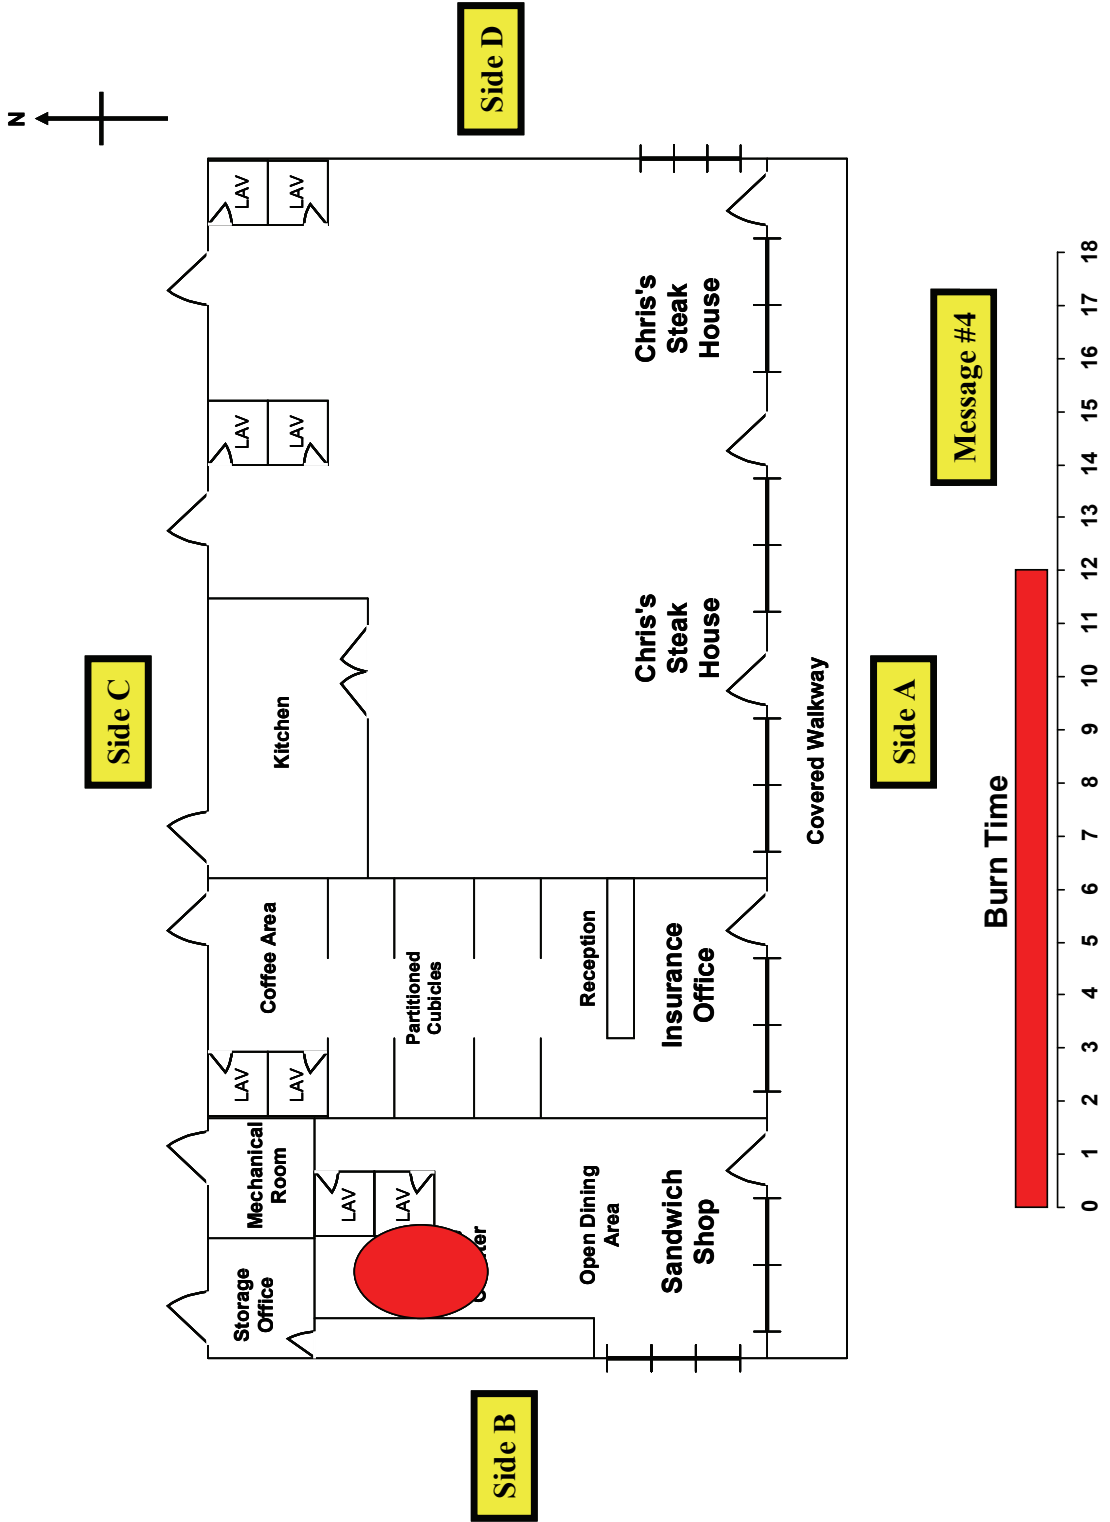 N
Side C
Side B
Side D
Side A
Storage
Office
Mechanical
Room
LAV
LAV
LAV
LAV
Coffee Area
Partitioned
Cubicles
Reception
Insurance
Office
Kitchen
LAV
LAV
LAV
LAV
Open Dining
Area
Sandwich
Shop
Chris's
Steak
House
Chris's
Steak
House
Covered Walkway
Message #4
Burn Time
0 1 2 3 4 5 6 7 8 9 10 11 12 13 14 15 16 17 18